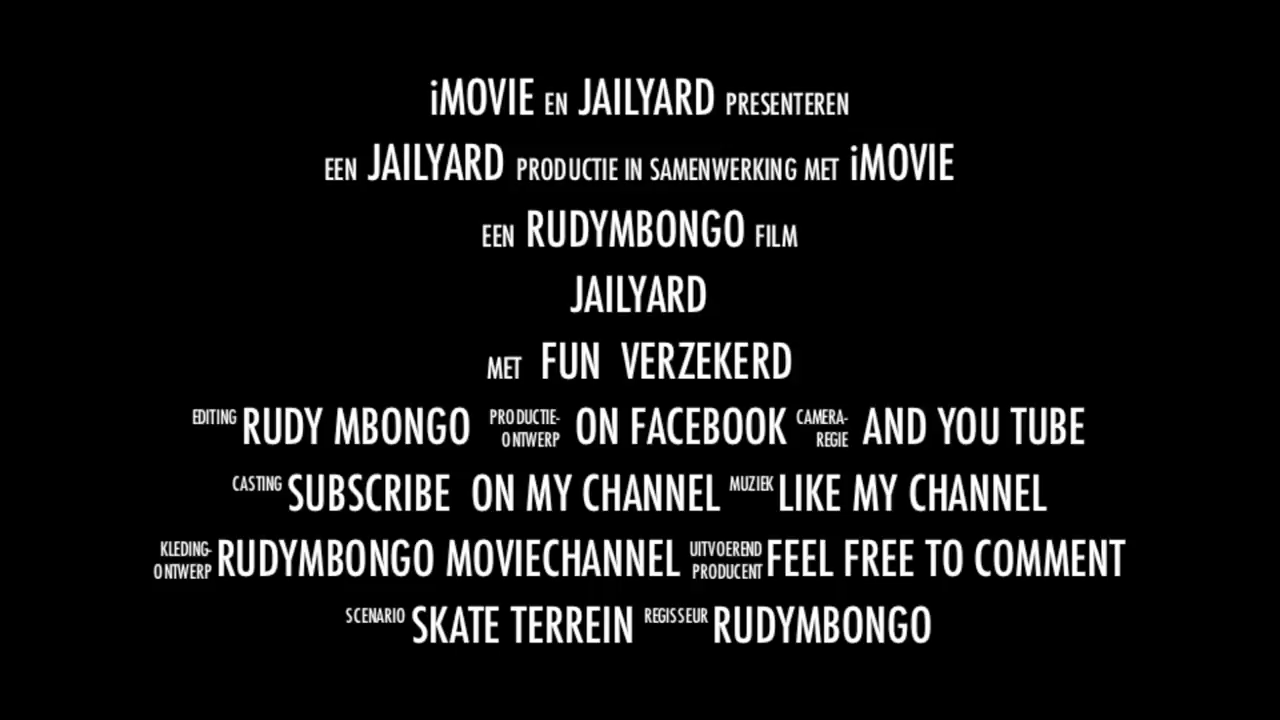 iMOVIE EN JAILYARD PRESENTEREN
EEN JAILYARD PRODUCTIE IN SAMENWERKING MET iMOVIE
EEN RUDYMBONGO FILM
JAILYARD
MET FUN VERZEKERD
EDITING RUDY MBONGO PRODUCTIE-ONTWERP ON FACEBOOK CAMERA-REGIE AND YOU TUBE
CASTING SUBSCRIBE ON MY CHANNEL MUZIEK LIKE MY CHANNEL
KLEDING-ONTWERP RUDYMBONGO MOVIECHANNEL UITVOEREND PRODUCENT FEEL FREE TO COMMENT
SCENARIO SKATE TERREIN REGISSEUR RUDYMBONGO